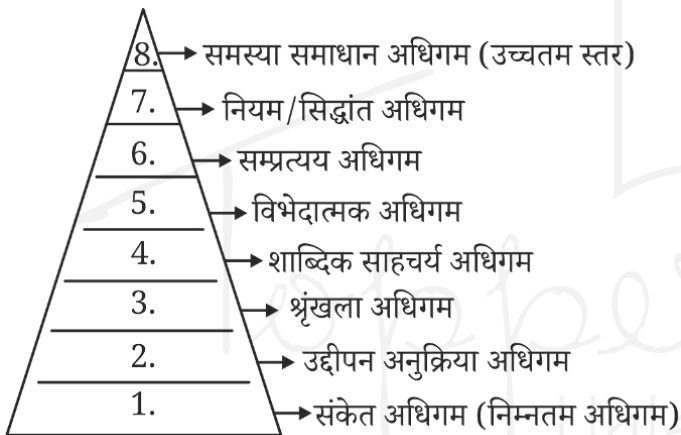 8. समस्या समाधान अधिगम (उच्चतम स्तर)
7. नियम/सिद्धांत अधिगम
6. सम्प्रत्यय अधिगम
5. विभेदात्मक अधिगम
4. शाब्दिक साहचर्य अधिगम
3. श्रृंखला अधिगम
2. उद्दीपन अनुक्रिया अधिगम
1. संकेत अधिगम (निम्नतम अधिगम)